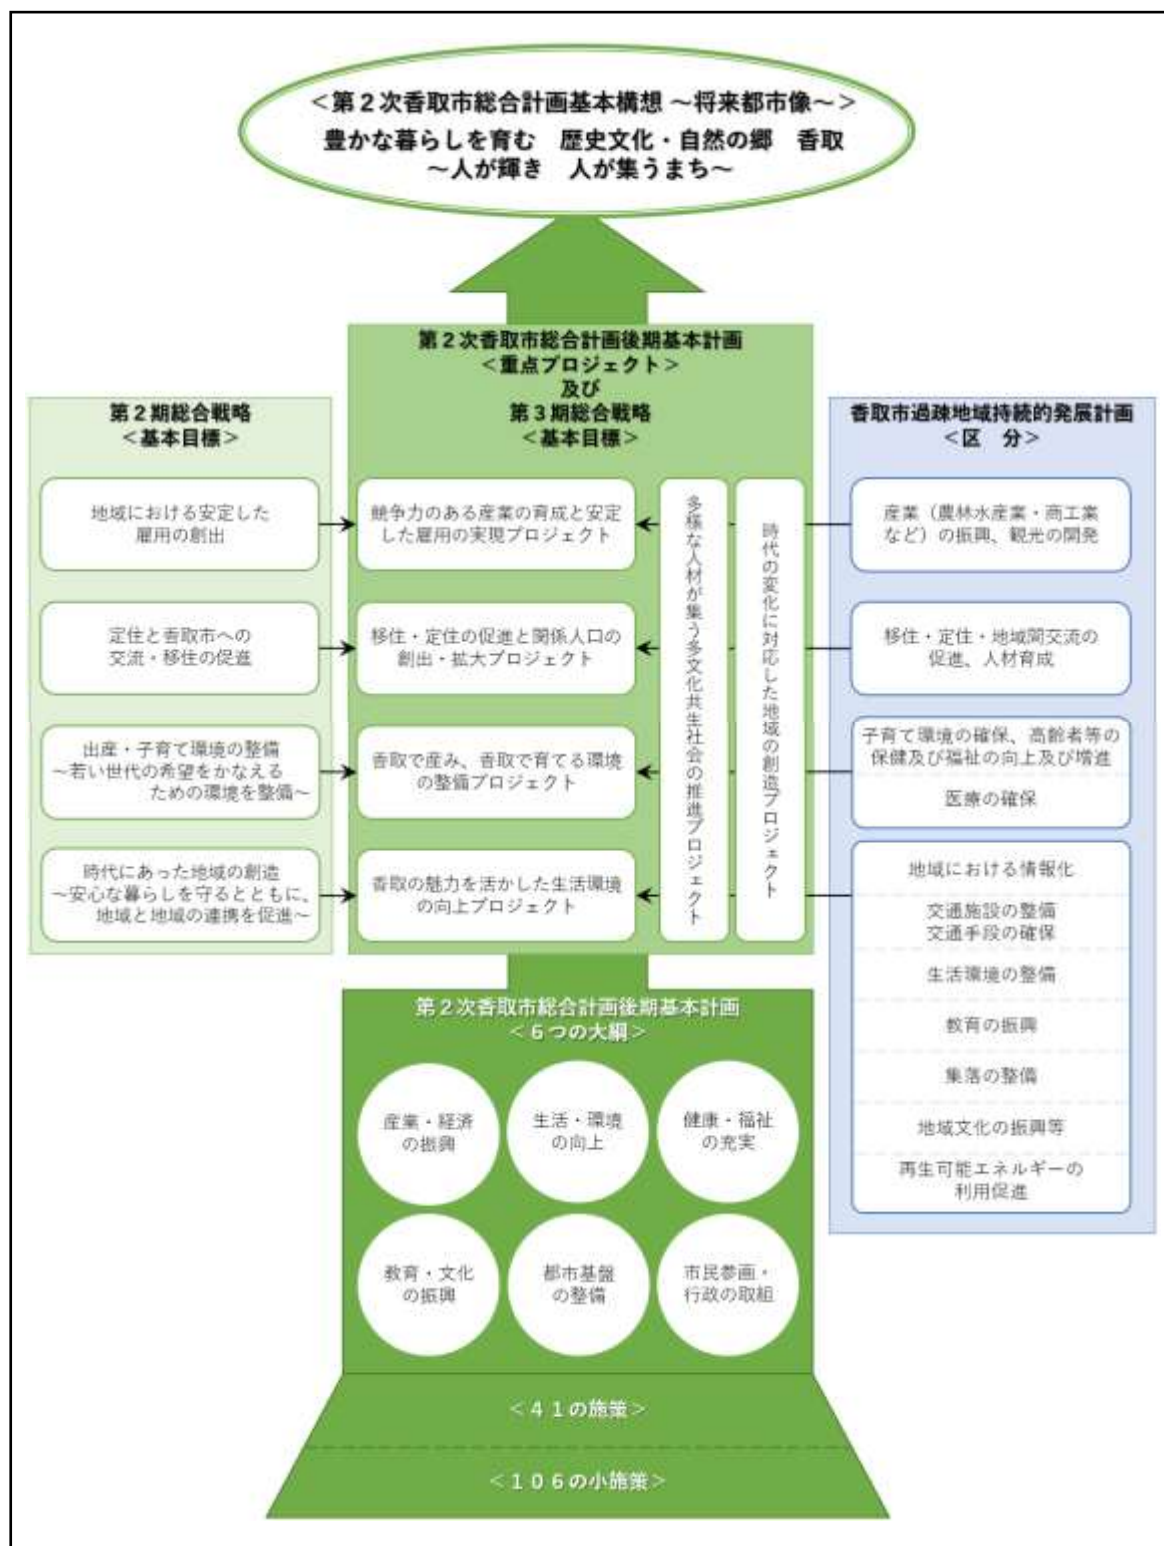 ＜第２次香取市総合計画基本構想 ～将来都市像～＞
豊かな暮らしを育む　歴史文化・自然の郷　香取
～人が輝き　人が集うまち～
第２次香取市総合計画後期基本計画
＜重点プロジェクト＞
及び
第３期総合戦略
＜基本目標＞
第２期総合戦略
＜基本目標＞
地域における安定した
雇用の創出
定住と香取市への
交流・移住の促進
出産・子育て環境の整備
～若い世代の希望をかなえる
ための環境を整備～
時代にあった地域の創造
～安心な暮らしを守るとともに、
地域と地域の連携を促進～
競争力のある産業の育成と安定
した雇用の実現プロジェクト
移住・定住の促進と関係人口の
創出・拡大プロジェクト
香取で産み、香取で育てる環境
の整備プロジェクト
香取の魅力を活かした生活環境
の向上プロジェクト
多様な人材が集う多文化共生社会の推進プロジェクト
時代の変化に対応した地域の創造プロジェクト
香取市過疎地域持続的発展計画
＜区　分＞
産業（農林水産業・商工業
など）の振興、観光の開発
移住・定住・地域間交流の
促進、人材育成
子育て環境の確保、高齢者等の
保健及び福祉の向上及び増進
医療の確保
地域における情報化
交通施設の整備
交通手段の確保
生活環境の整備
教育の振興
集落の整備
地域文化の振興等
再生可能エネルギーの
利用促進
第２次香取市総合計画後期基本計画
＜６つの大綱＞
産業・経済
の振興
生活・環境
の向上
健康・福祉
の充実
教育・文化
の振興
都市基盤
の整備
市民参画・
行政の取組
＜４１の施策＞
＜１０６の小施策＞